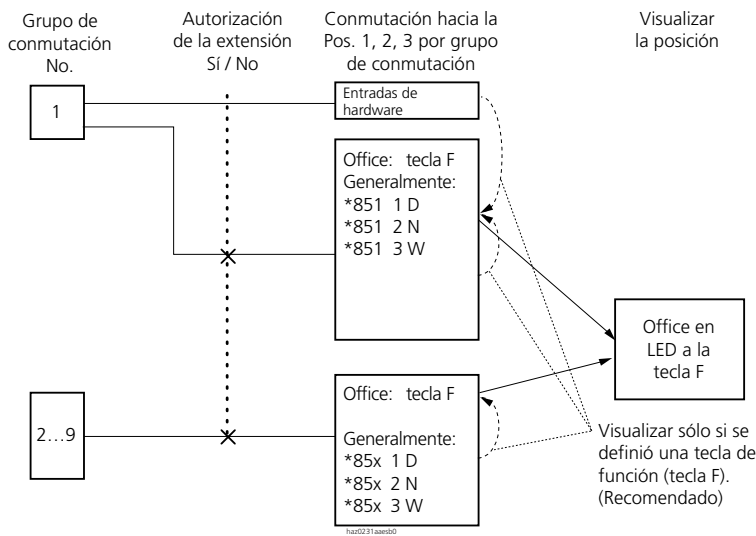 Grupo de
conmutación
No.
Autorización
de la extensión
Sí / No
Conmutación hacia la
Pos. 1, 2, 3 por grupo
de conmutación
Visualizar
la posición
1
Entradas de
hardware
Office: tecla F
Generalmente:
*851 1 D
*851 2 N
*851 3 W
Office en
LED a la
tecla F
2...9
Office: tecla F
Generalmente:
*85x 1 D
*85x 2 N
*85x 3 W
Visualizar sólo si se
definió una tecla de
función (tecla F).
(Recomendado)
haz0231aaesb0